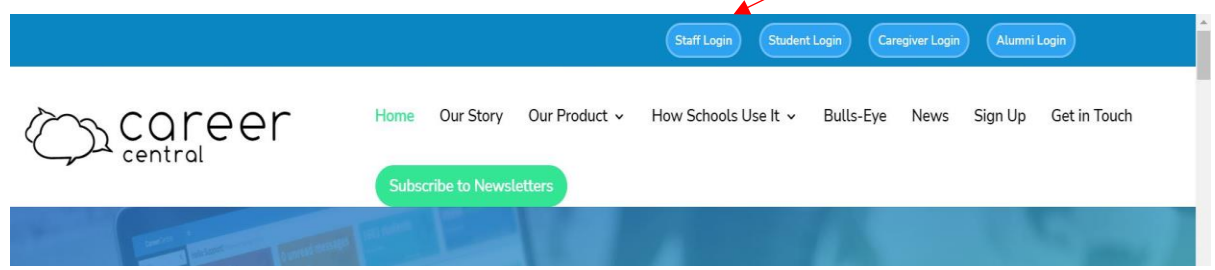 Staff Login Student Login Caregiver Login Alumni Login
career
central
Home Our Story Our Product How Schools Use It Bulls-Eye News Sign Up Get in Touch
Subscribe to Newsletters